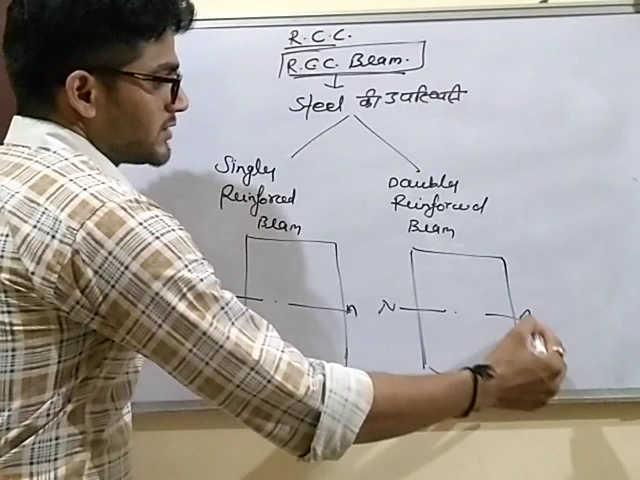 R.C.C.
R.C.C. Beam.
Steel की उपस्थिती
Singly
Reinforced
Beam
Doubly
Reinforced
Beam
A
N
A